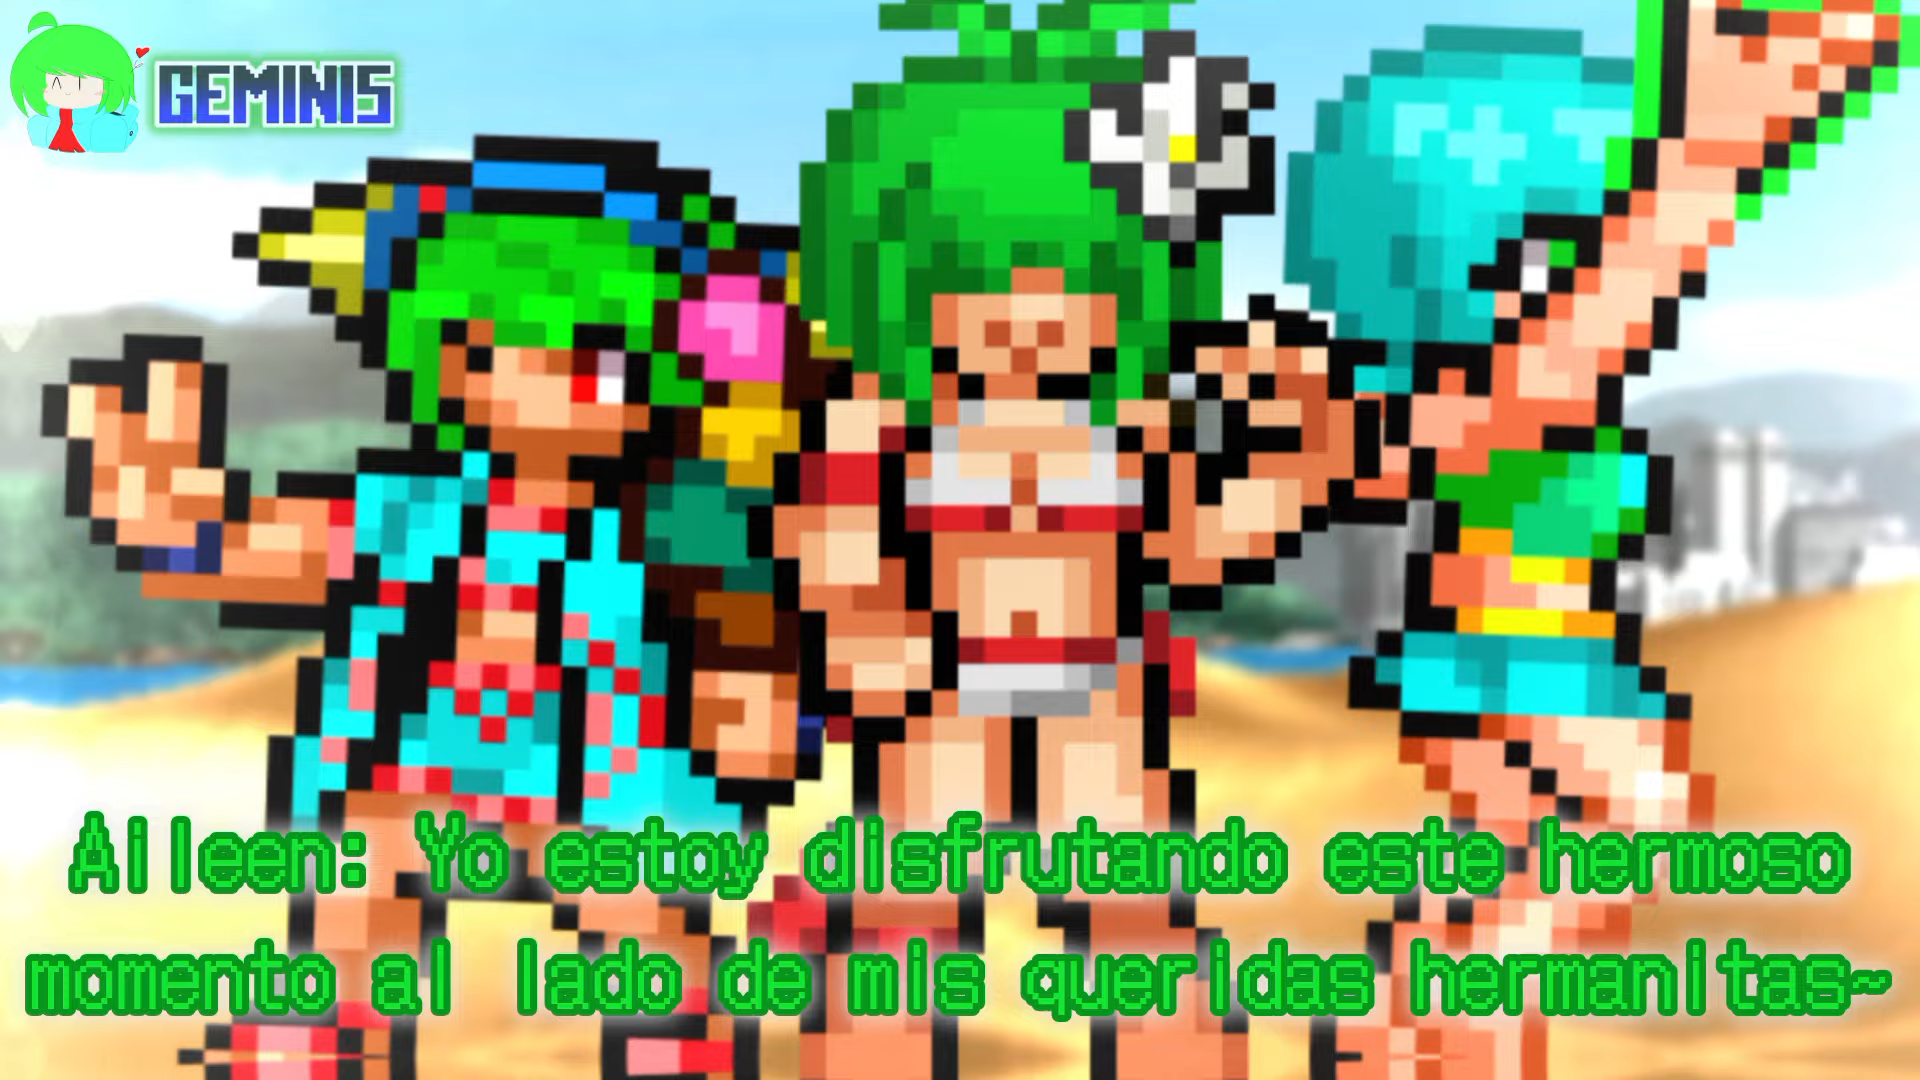 GEMINIS
Aileen: Yo estoy disfrutando este hermoso
momento al lado de mis queridas hermanitas~